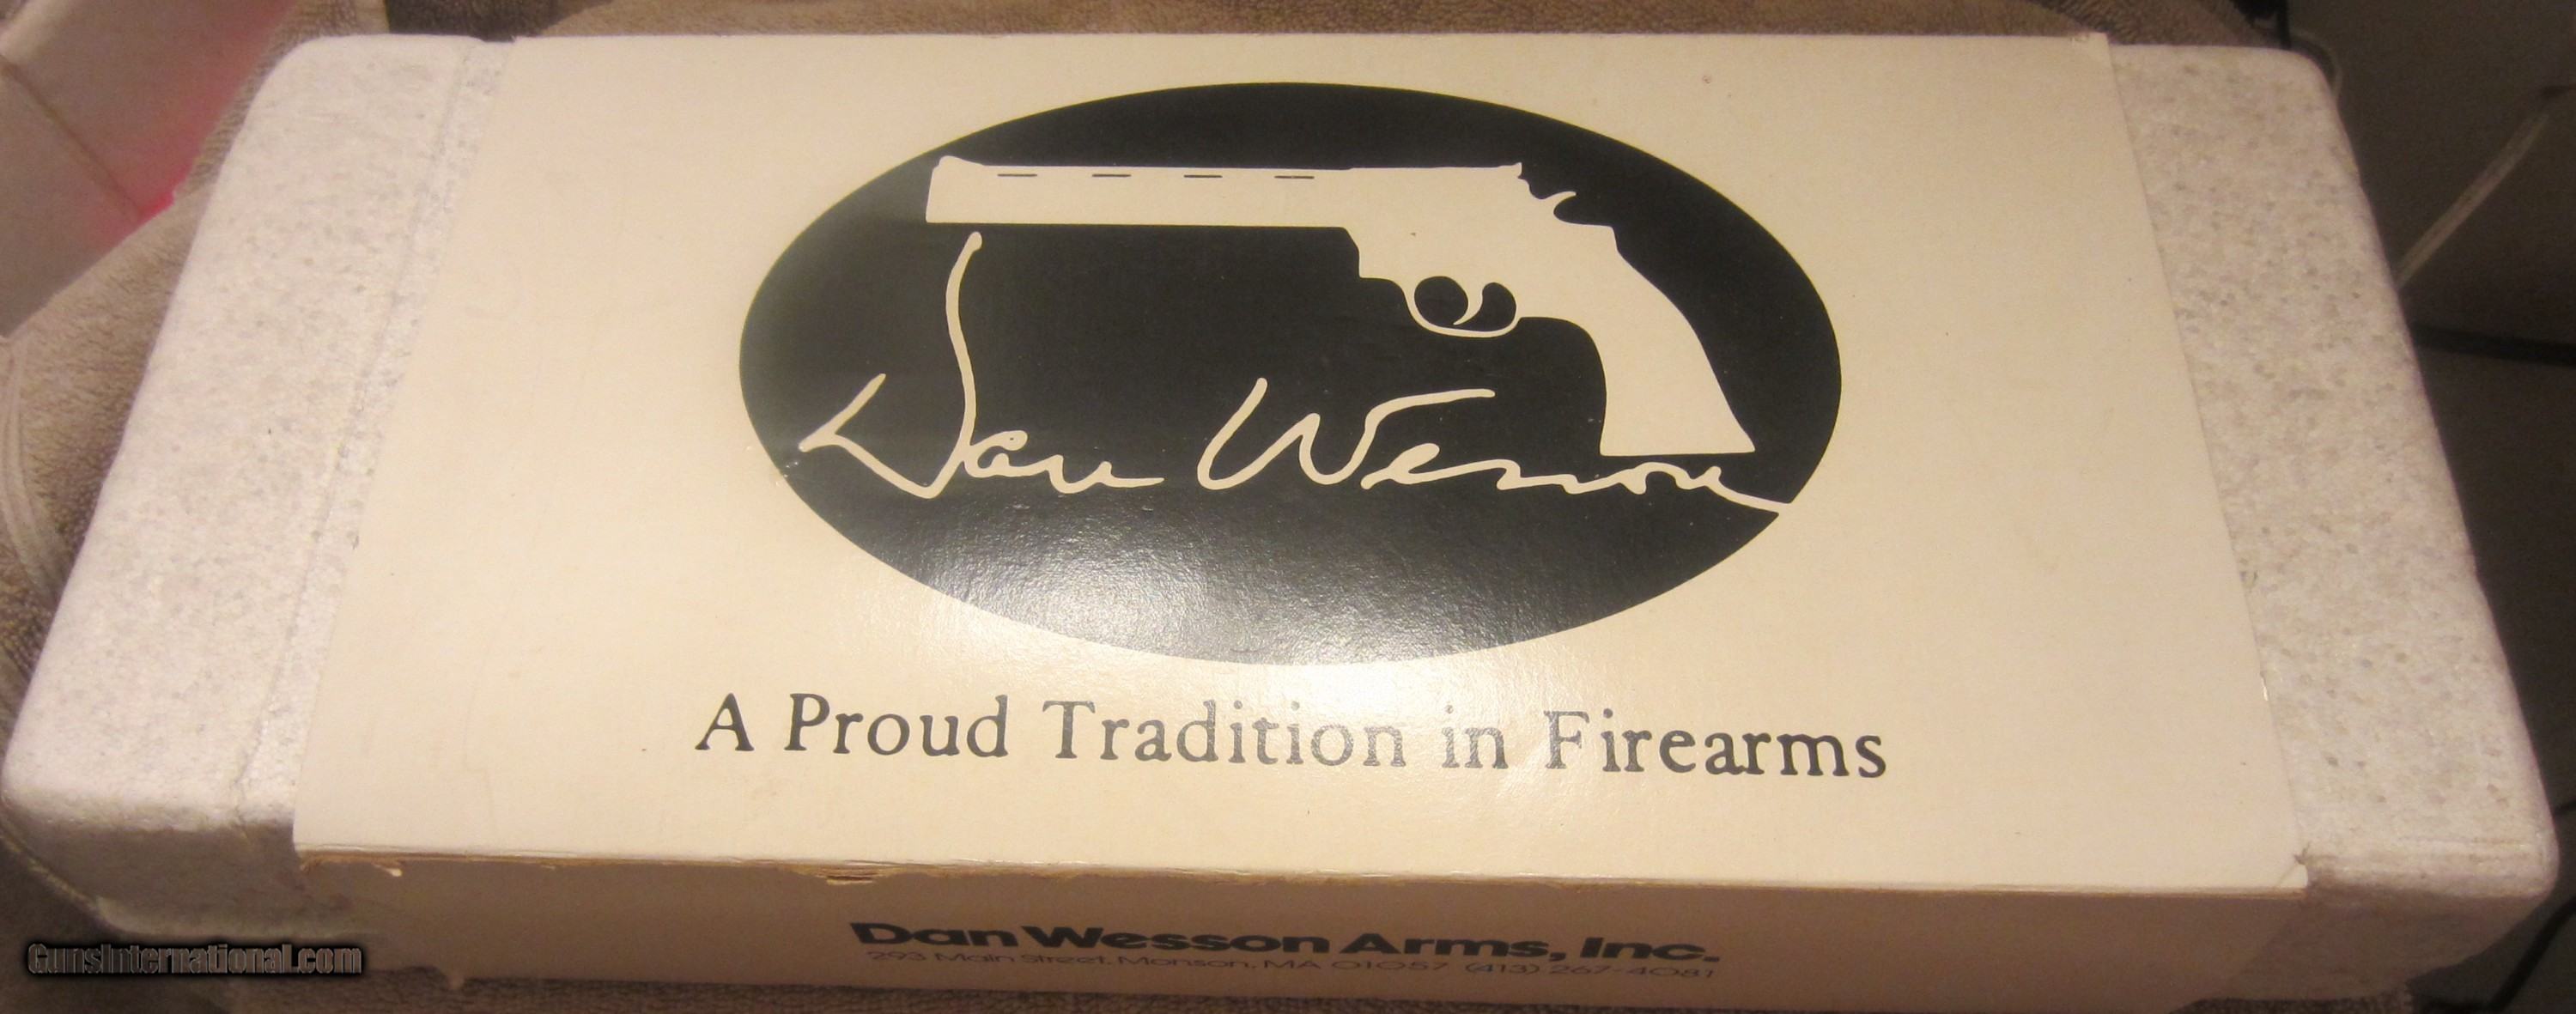 Dan Wesson
A Proud Tradition in Firearms
Dan Wesson Arms, Inc.
293 Main Street, Monson, MA 01057 (413) 267-4081
GunsInternational.com